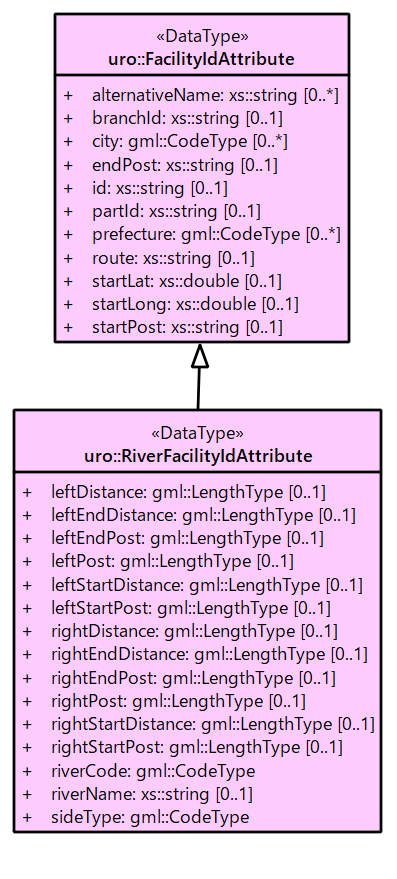 «DataType»
uro::FacilityIdAttribute
+ alternativeName: xs::string [0..*]
+ branchId: xs::string [0..1]
+ city: gml::CodeType [0..*]
+ endPost: xs::string [0..1]
+ id: xs::string [0..1]
+ partId: xs::string [0..1]
+ prefecture: gml::CodeType [0..*]
+ route: xs::string [0..1]
+ startLat: xs::double [0..1]
+ startLong: xs::double [0..1]
+ startPost: xs::string [0..1]
«DataType»
uro::RiverFacilityIdAttribute
+ leftDistance: gml::LengthType [0..1]
+ leftEndDistance: gml::LengthType [0..1]
+ leftEndPost: gml::LengthType [0..1]
+ leftPost: gml::LengthType [0..1]
+ leftStartDistance: gml::LengthType [0..1]
+ leftStartPost: gml::LengthType [0..1]
+ rightDistance: gml::LengthType [0..1]
+ rightEndDistance: gml::LengthType [0..1]
+ rightEndPost: gml::LengthType [0..1]
+ rightPost: gml::LengthType [0..1]
+ rightStartDistance: gml::LengthType [0..1]
+ rightStartPost: gml::LengthType [0..1]
+ riverCode: gml::CodeType
+ riverName: xs::string [0..1]
+ sideType: gml::CodeType